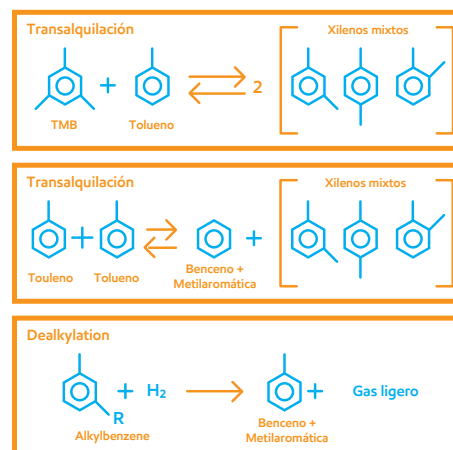 Transalquilación
Xilenos mixtos
+
2
TMB
Tolueno
Transalquilación
Xilenos mixtos
+
+
Touleno
Tolueno
Benceno +
Metilaromática
Dealkylation
+ H2
+
Gas ligero
R
Alkylbenzene
Benceno +
Metilaromática